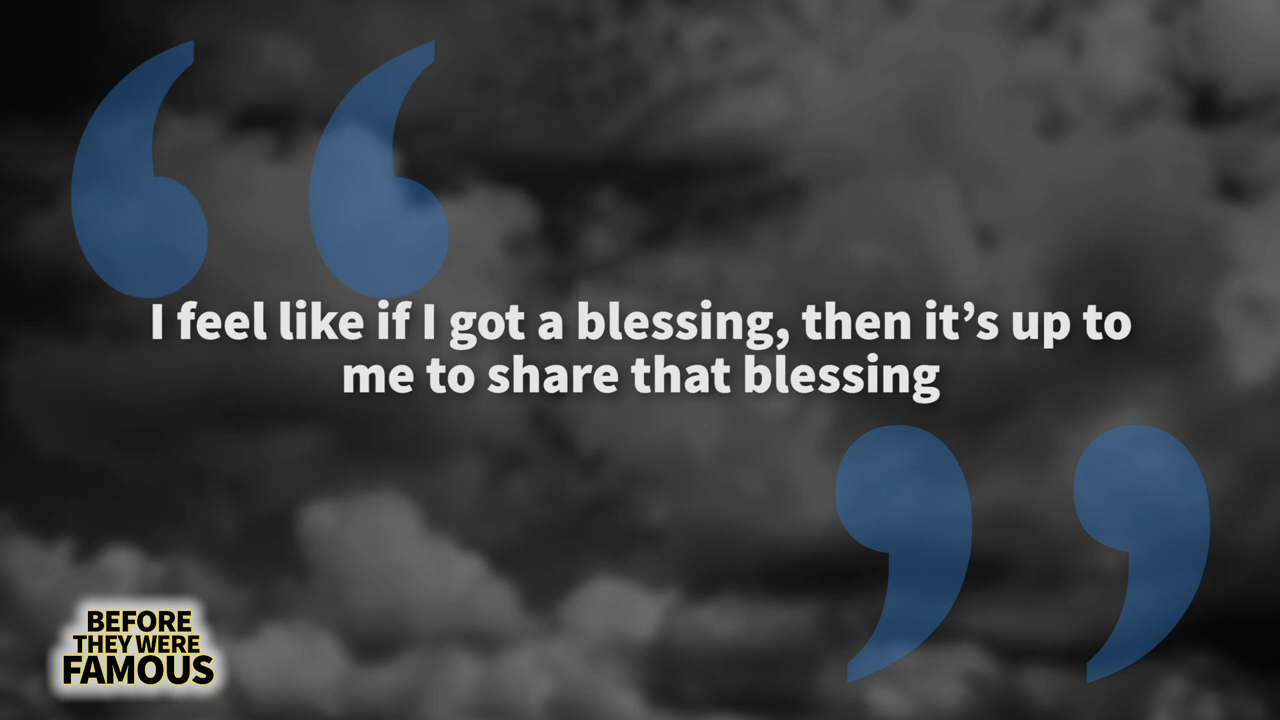 I feel like if I got a blessing, then it’s up to
me to share that blessing
BEFORE
THEY WERE
FAMOUS